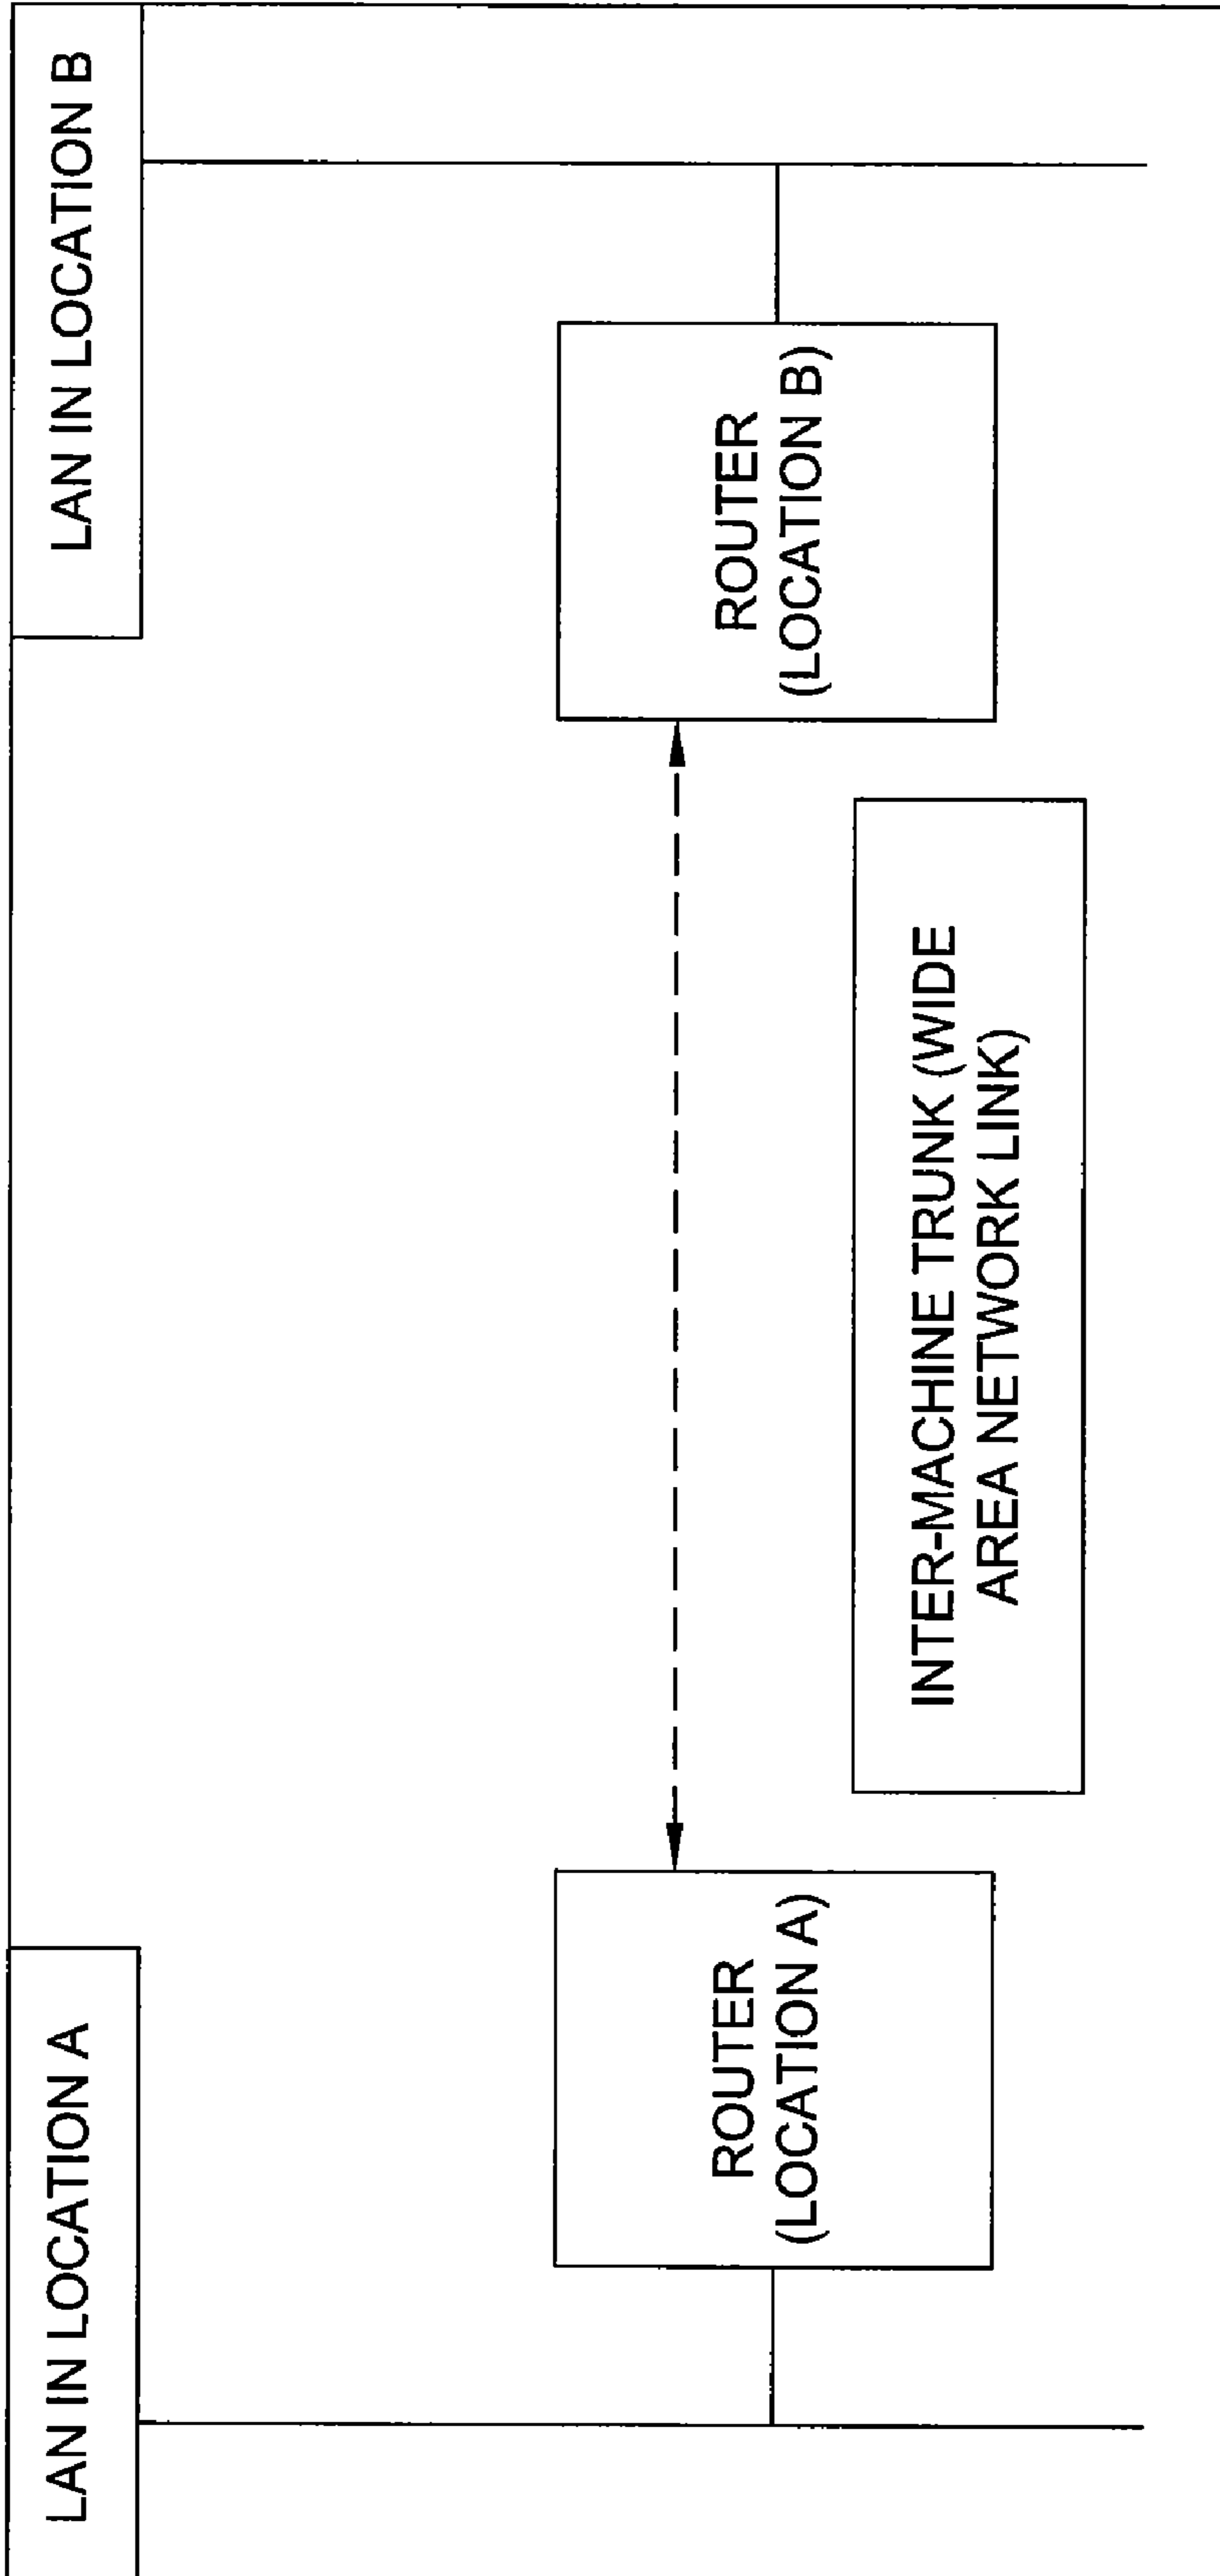 LAN IN LOCATION A
LAN IN LOCATION B
ROUTER
(LOCATION A)
ROUTER
(LOCATION B)
INTER-MACHINE TRUNK (WIDE
AREA NETWORK LINK)